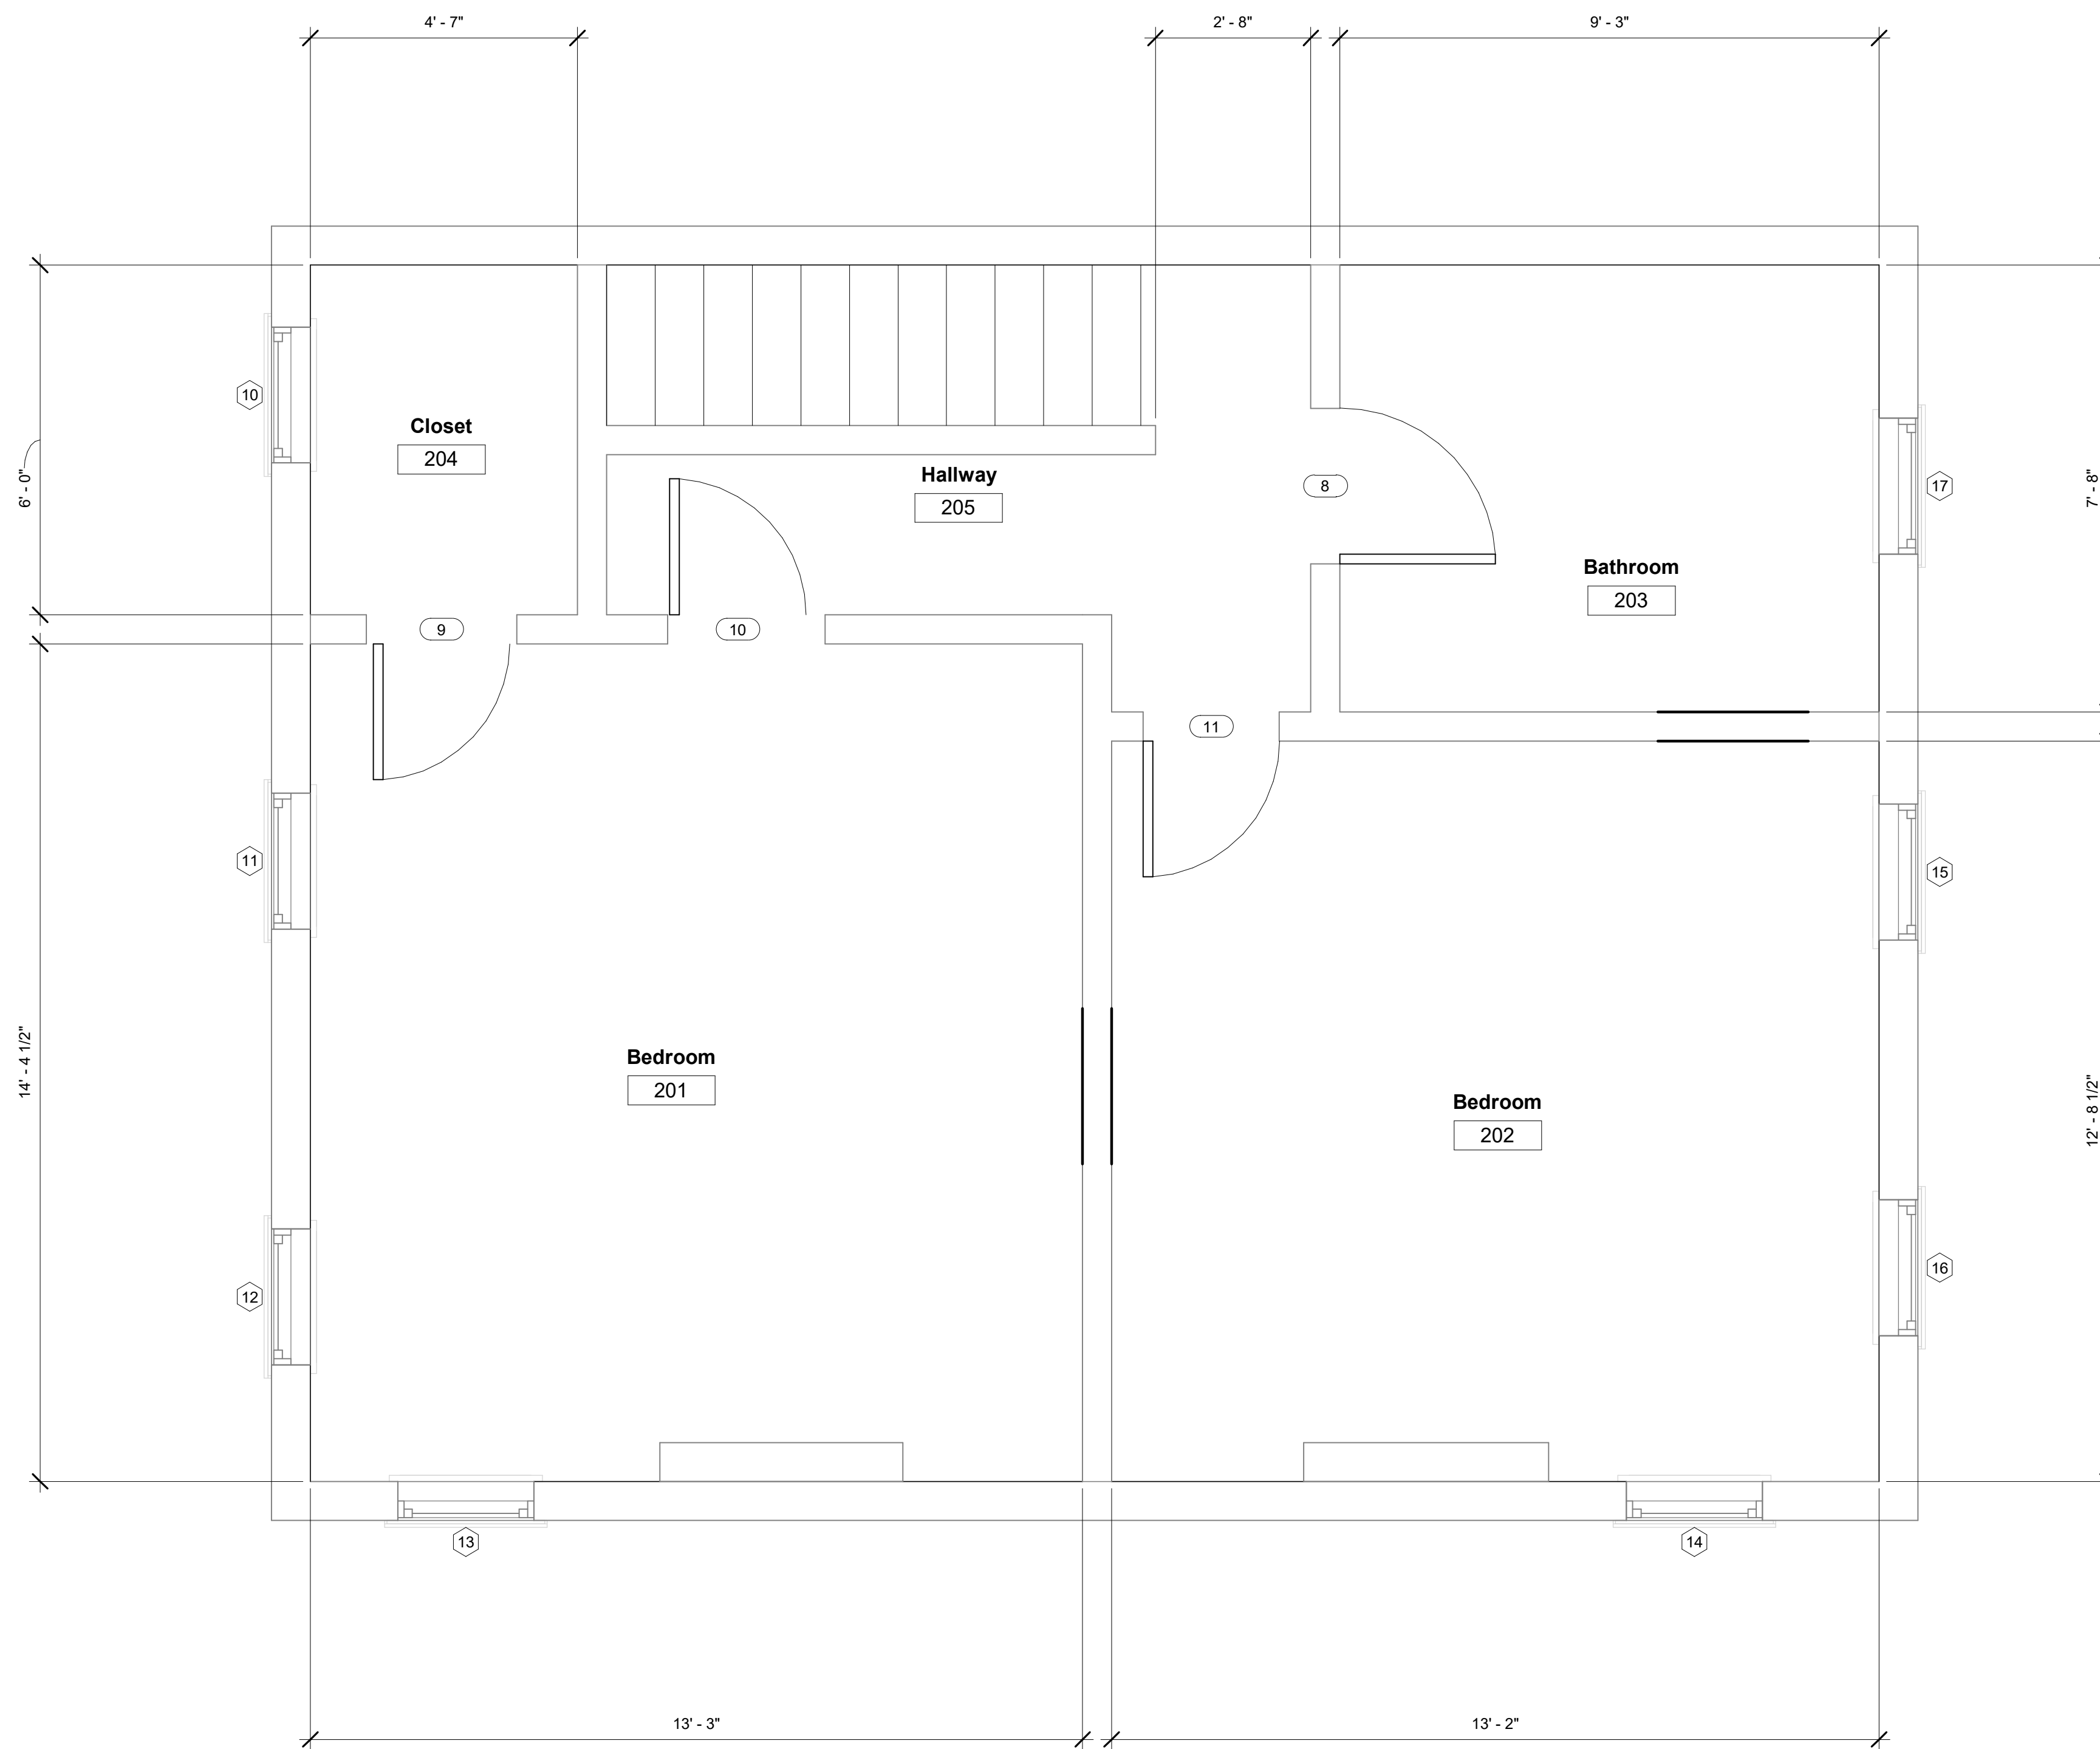 4' - 7"
2' - 8"
9' - 3"
10
Closet
204
Hallway
205
6' - 0"
8
17
7' - 8"
Bathroom
203
9
10
11
11
15
14' - 4 1/2"
Bedroom
201
Bedroom
202
12' - 8 1/2"
12
16
13
14
13' - 3"
13' - 2"